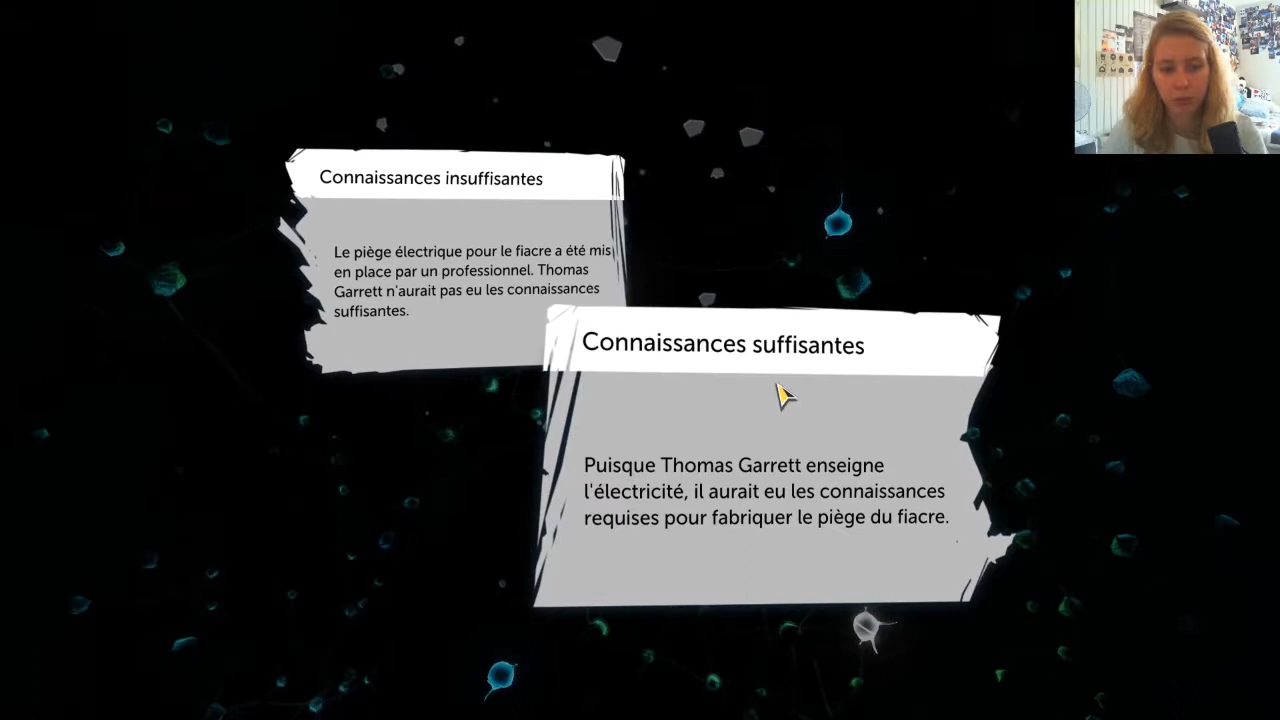 Connaissances insuffisantes
Le piège électrique pour le fiacre a été mis
en place par un professionnel. Thomas
Garrett n'aurait pas eu les connaissances
suffisantes.
Connaissances suffisantes
Puisque Thomas Garrett enseigne
l'électricité, il aurait eu les connaissances
requises pour fabriquer le piège du fiacre.